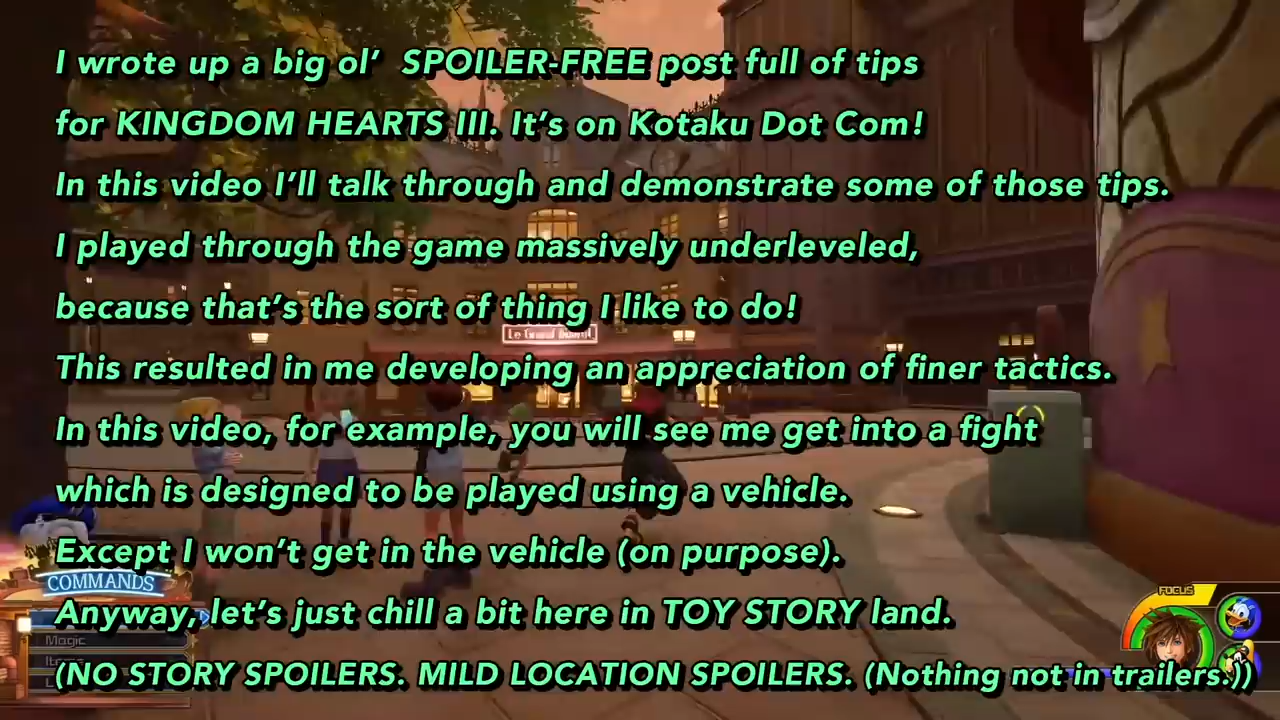 I wrote up a big ol’ SPOILER-FREE post full of tips
for KINGDOM HEARTS III. It’s on Kotaku Dot Com!
In this video I’ll talk through and demonstrate some of those tips.
I played through the game massively underleveled,
because that’s the sort of thing I like to do!
Le Grand Bistrot
This resulted in me developing an appreciation of finer tactics.
In this video, for example, you will see me get into a fight
which is designed to be played using a vehicle.
Except I won’t get in the vehicle (on purpose).
COMMANDS
FOCUS
Anyway, let’s just chill a bit here in TOY STORY land.
Magic
(NO STORY SPOILERS. MILD LOCATION SPOILERS. (Nothing not in trailers.))